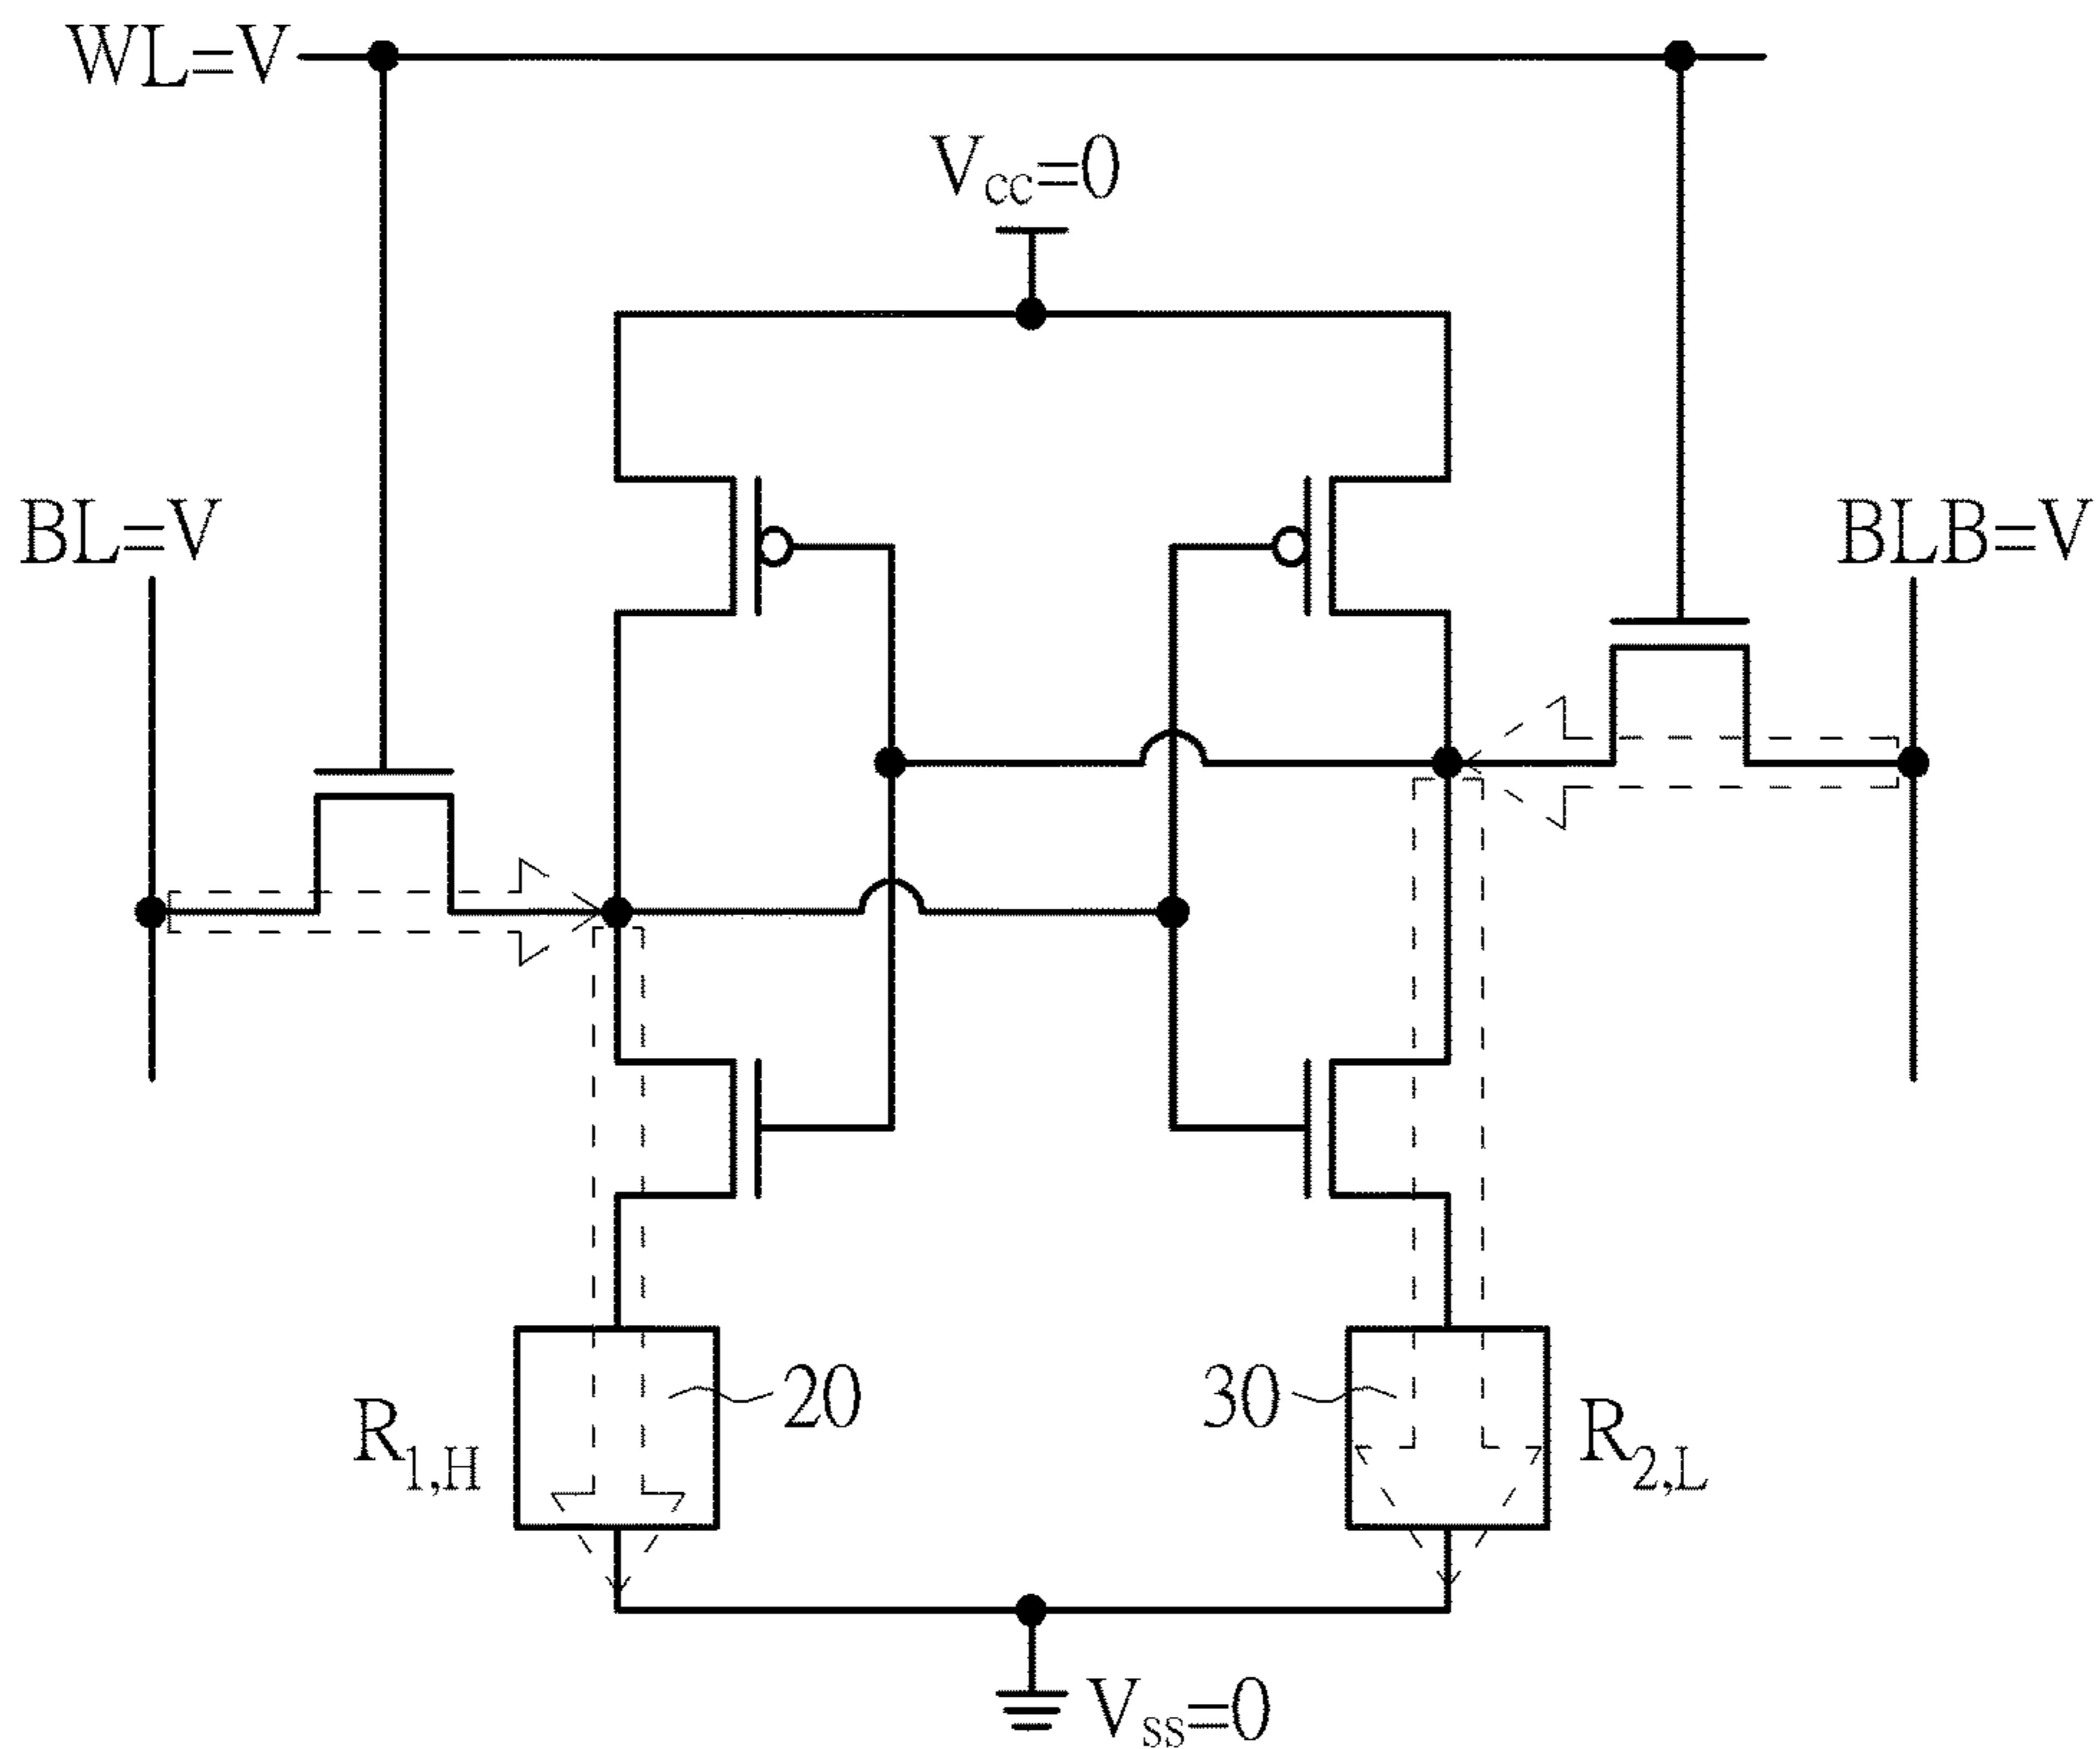 WL=V
Vcc=0
BL=V
BLB=V
20
30
R1,H
R2,L
Vss=0